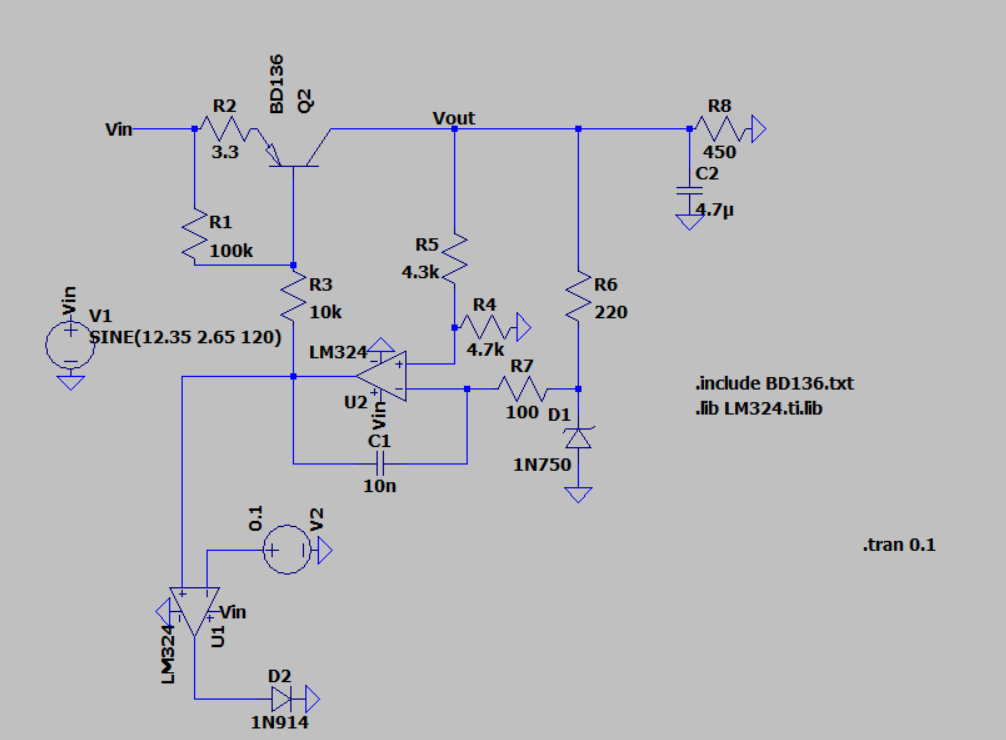 BD136
Q2
R2
Vin
3.3
Vout
R8
450
C2
4.7µ
R1
100k
R5
4.3k
R3
10k
R6
220
Vin
V1
SINE(12.35 2.65 120)
R4
4.7k
LM324
U2
Vin
R7
100
D1
1N750
C1
10n
.include BD136.txt
.lib LM324.ti.lib
0.1
V2
.tran 0.1
Vin
LM324
U1
D2
1N914